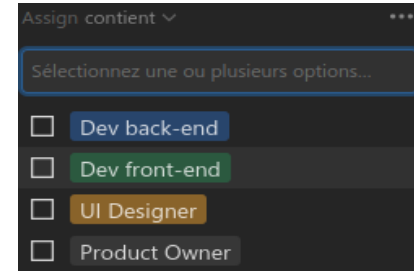 Assign contient
Sélectionnez une ou plusieurs options...
Dev back-end
Dev front-end
UI Designer
Product Owner